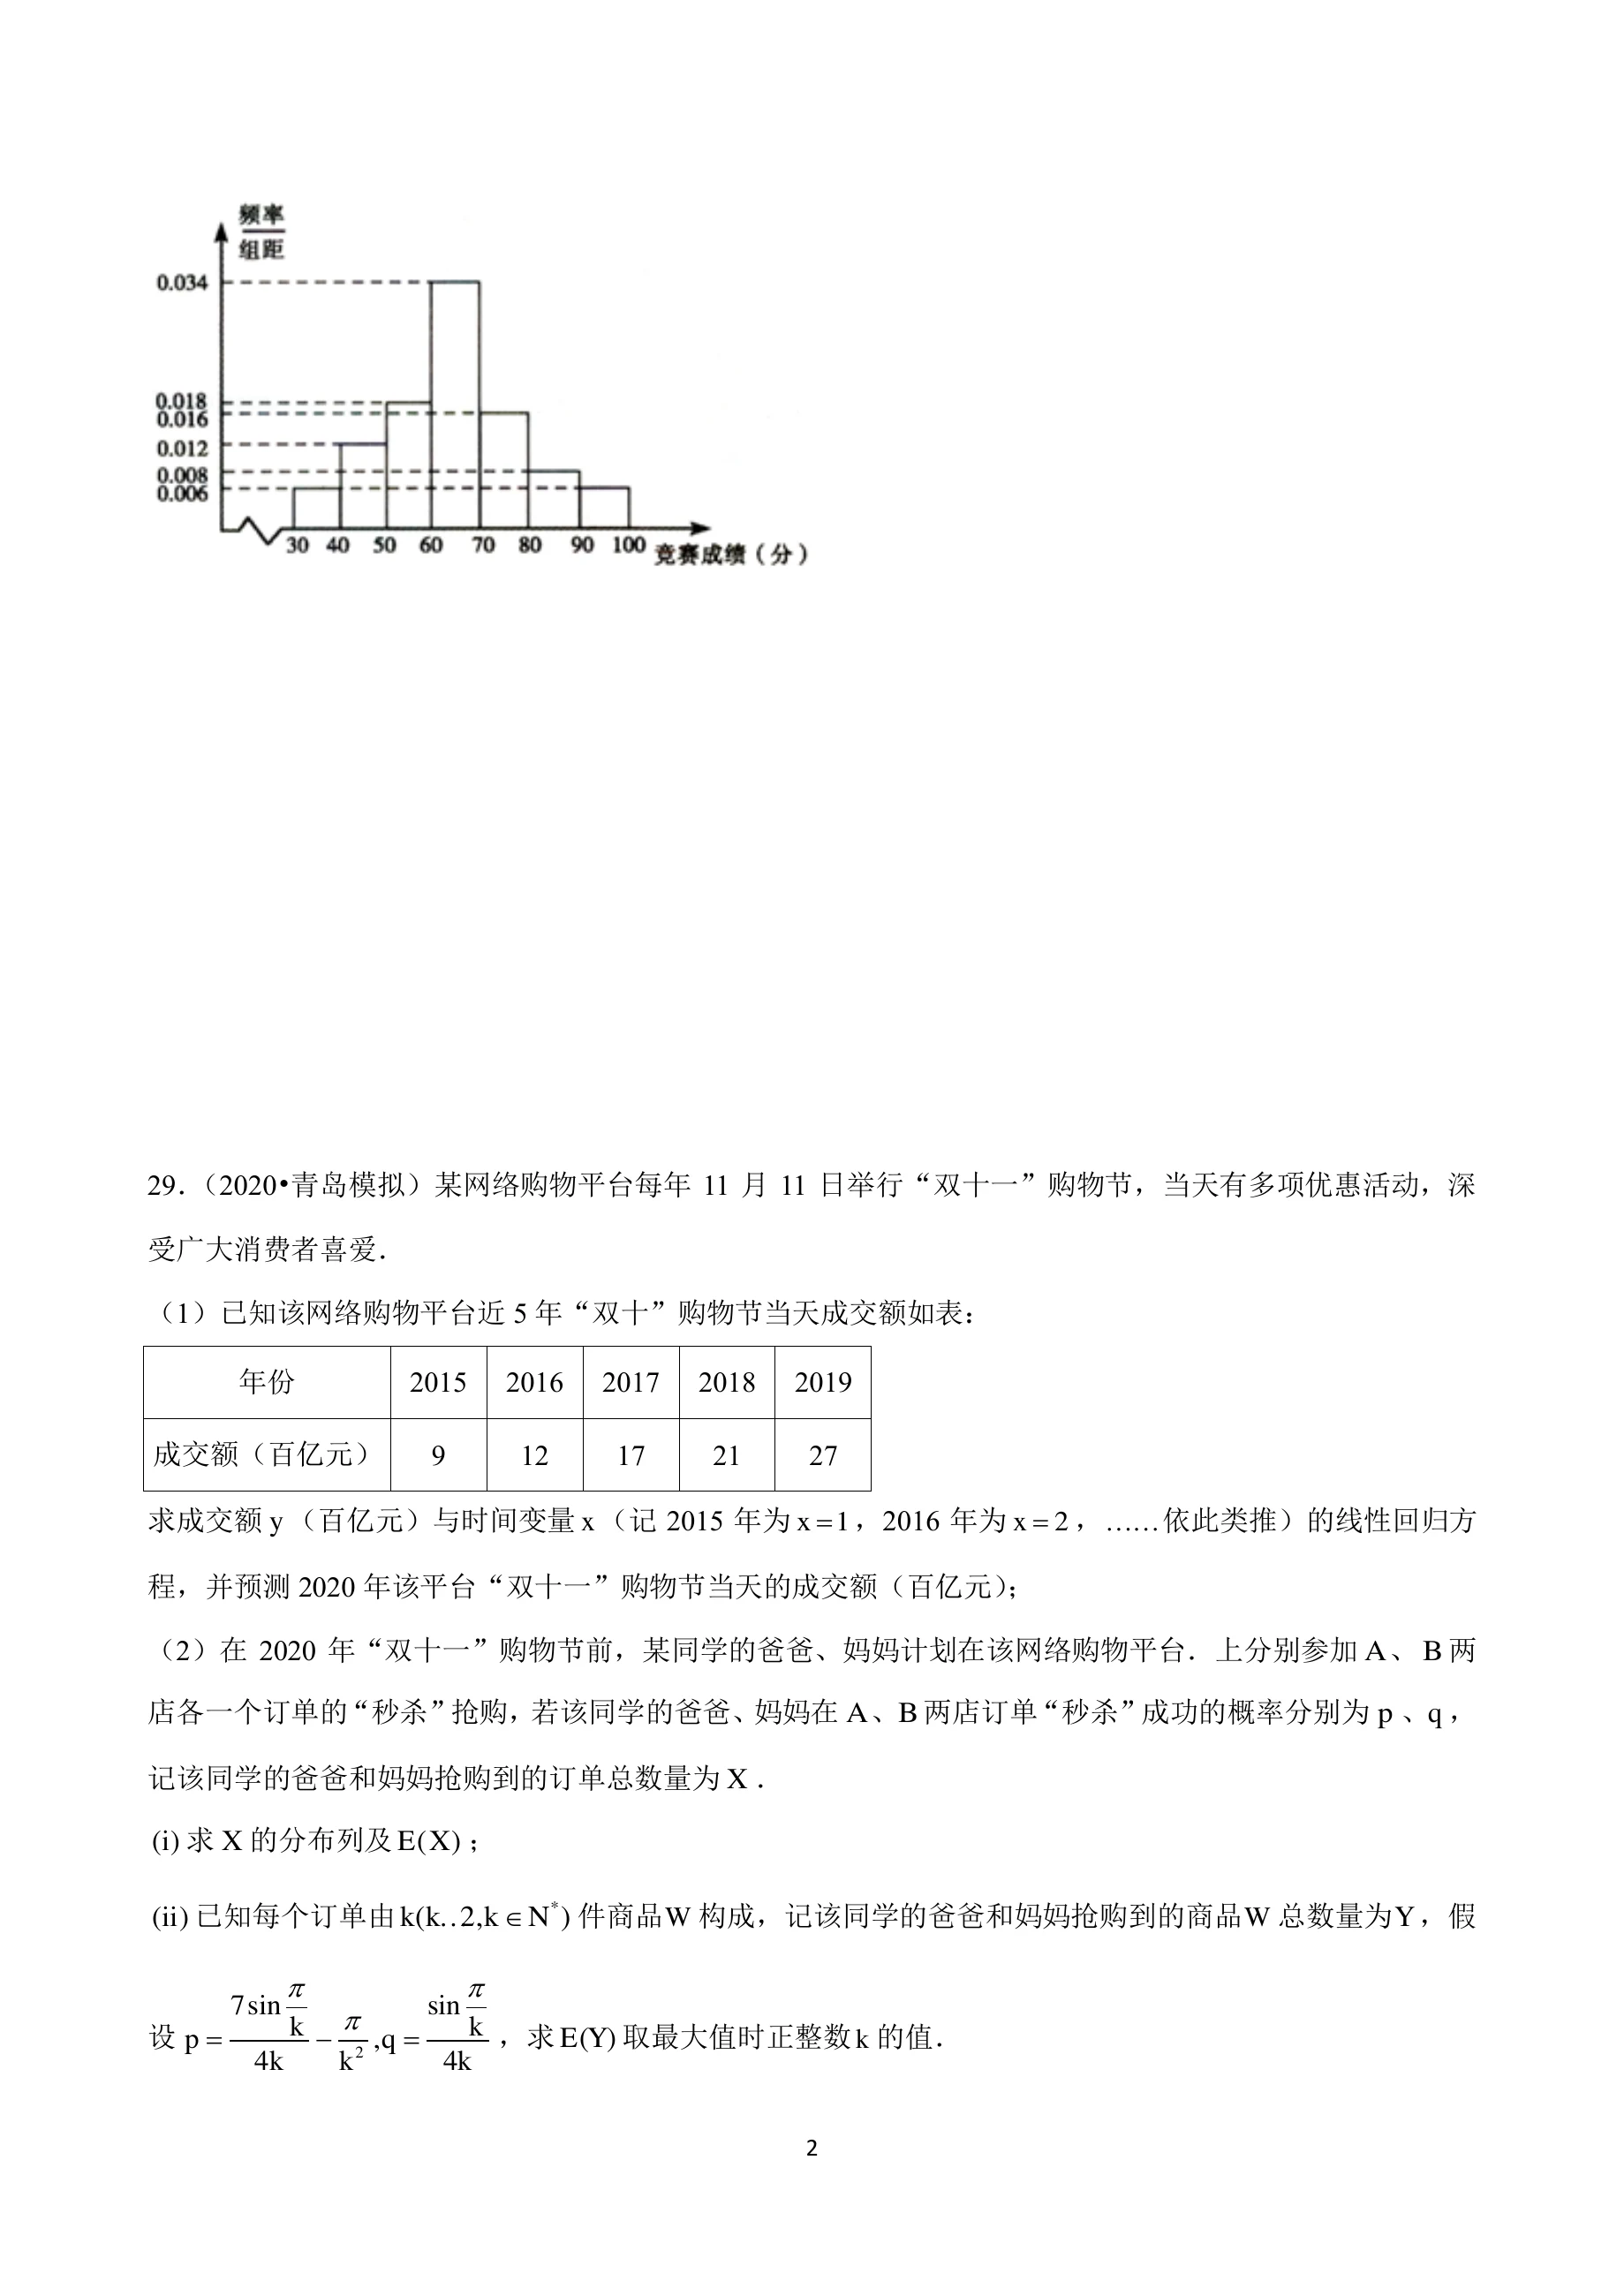 频率
组距
0.034
0.018
0.016
0.012
0.008
0.006
30 40 50 60 70 80 90 100 竞赛成绩(分)
29.(2020•青岛模拟)某网络购物平台每年 11 月 11 日举行“双十一”购物节,当天有多项优惠活动,深
受广大消费者喜爱.
(1)已知该网络购物平台近 5 年“双十”购物节当天成交额如表:
年份 2015 2016 2017 2018 2019
成交额(百亿元) 9 12 17 21 27
求成交额 y (百亿元)与时间变量 x(记 2015 年为 x=1,2016 年为 x=2,……依此类推)的线性回归方
程,并预测 2020 年该平台“双十一”购物节当天的成交额(百亿元);
(2)在 2020 年“双十一”购物节前,某同学的爸爸、妈妈计划在该网络购物平台.上分别参加 A、B 两
店各一个订单的“秒杀”抢购,若该同学的爸爸、妈妈在 A、B 两店订单“秒杀”成功的概率分别为 p 、q ,
记该同学的爸爸和妈妈抢购到的订单总数量为 X .
(i) 求 X 的分布列及 E(X) ;
(ii) 已知每个订单由 k(k..2,k∈N*) 件商品 W 构成,记该同学的爸爸和妈妈抢购到的商品 W 总数量为 Y ,假
设 p = 7sin π/k / 4k − π/k² ,q = sin π/k / 4k ,求 E(Y) 取最大值时正整数 k 的值.
2